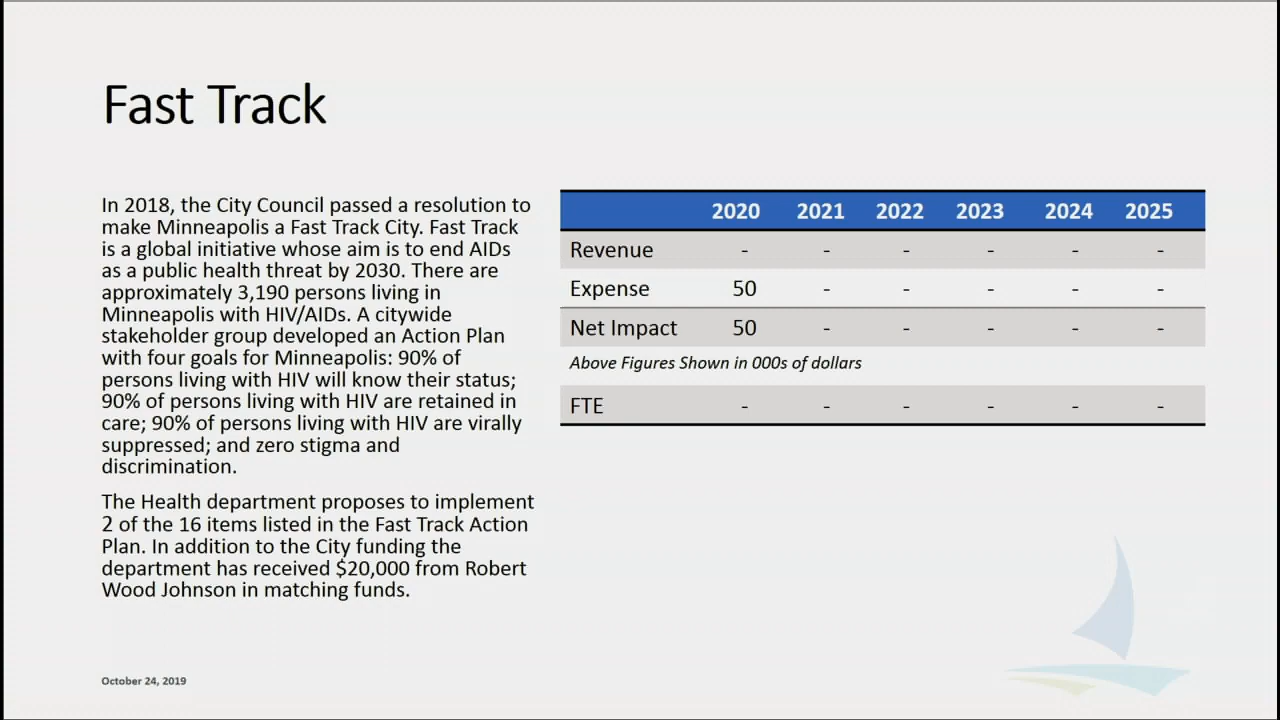 Fast Track
In 2018, the City Council passed a resolution to
make Minneapolis a Fast Track City. Fast Track
is a global initiative whose aim is to end AIDs
as a public health threat by 2030. There are
approximately 3,190 persons living in
Minneapolis with HIV/AIDs. A citywide
stakeholder group developed an Action Plan
with four goals for Minneapolis: 90% of
persons living with HIV will know their status;
90% of persons living with HIV are retained in
care; 90% of persons living with HIV are virally
suppressed; and zero stigma and
discrimination.
The Health department proposes to implement
2 of the 16 items listed in the Fast Track Action
Plan. In addition to the City funding the
department has received $20,000 from Robert
Wood Johnson in matching funds.
2020 2021 2022 2023 2024 2025
Revenue - - - - - -
Expense 50 - - - - -
Net Impact 50 - - - - -
Above Figures Shown in 000s of dollars
FTE - - - - - -
October 24, 2019